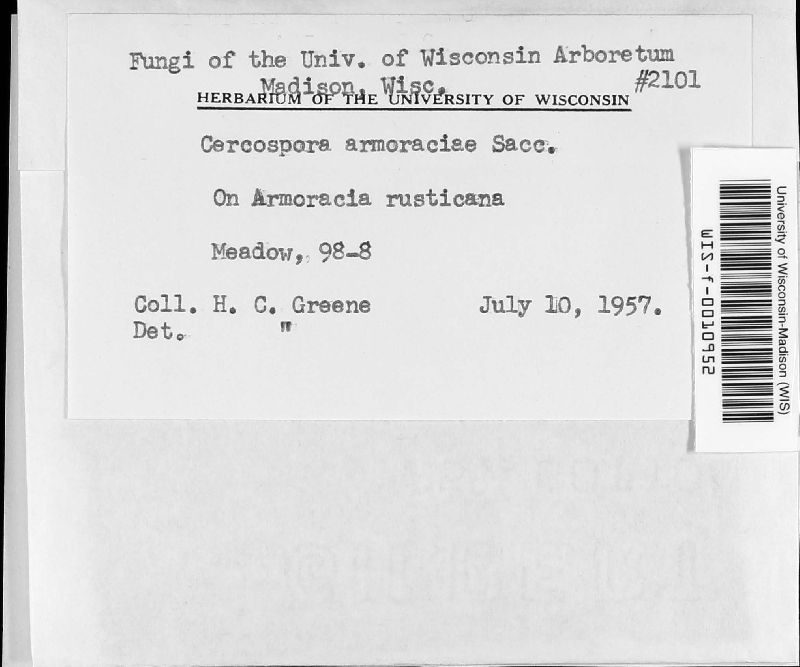 Fungi of the Univ. of Wisconsin Arboretum
Madison, Wisc. #2101
HERBARIUM OF THE UNIVERSITY OF WISCONSIN
Cercospora armoraciae Sacc.
On Armoracia rusticana
Meadow, 98-8
Coll. H. C. Greene July 10, 1957.
Det. "
University of Wisconsin-Madison (WIS)
WIS-f-0010952